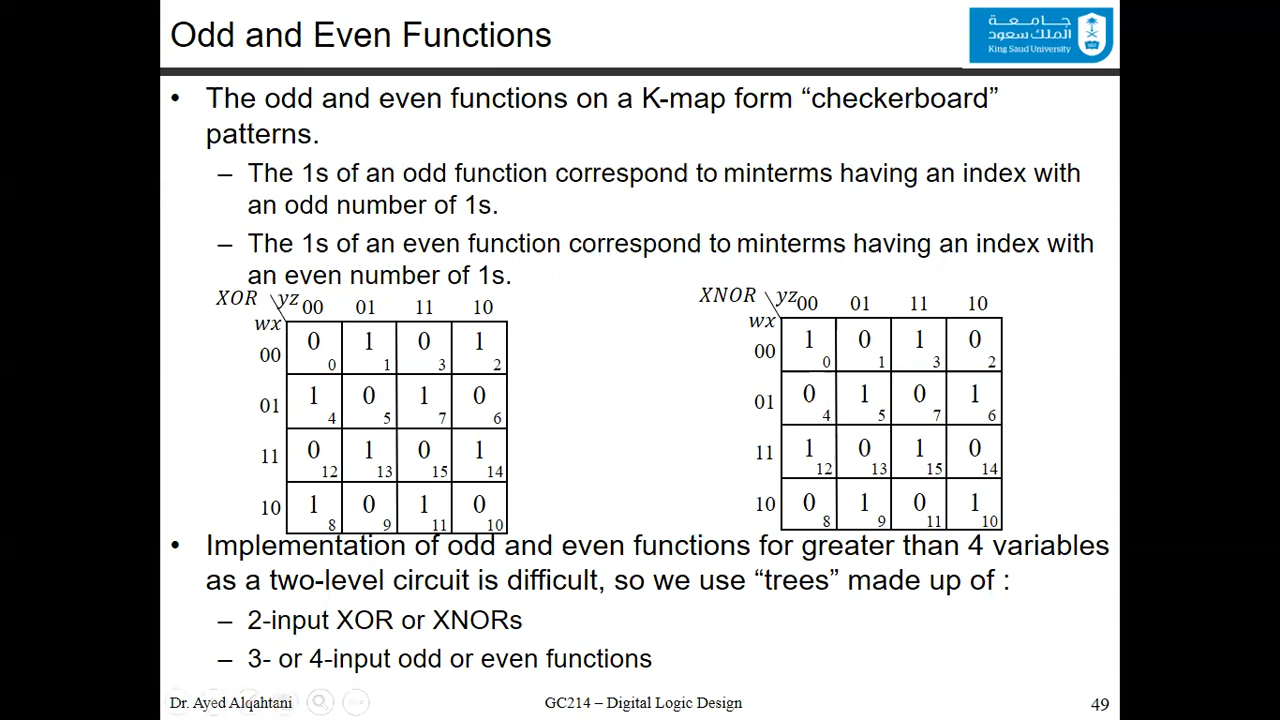 Odd and Even Functions
جامعة
الملك سعود
King Saud University
• The odd and even functions on a K-map form “checkerboard”
patterns.
– The 1s of an odd function correspond to minterms having an index with
an odd number of 1s.
– The 1s of an even function correspond to minterms having an index with
an even number of 1s.
XOR yz 00 01 11 10
wx
00 0 0 1 1 0 3 1 2
01 1 4 0 5 1 7 0 6
11 0 12 1 13 0 15 1 14
10 1 8 0 9 1 11 0 10
XNOR yz 00 01 11 10
wx
00 1 0 0 1 1 3 0 2
01 0 4 1 5 0 7 1 6
11 1 12 0 13 1 15 0 14
10 0 8 1 9 0 11 1 10
• Implementation of odd and even functions for greater than 4 variables
as a two-level circuit is difficult, so we use “trees” made up of :
– 2-input XOR or XNORs
– 3- or 4-input odd or even functions
Dr. Ayed Alqahtani
GC214 – Digital Logic Design
49